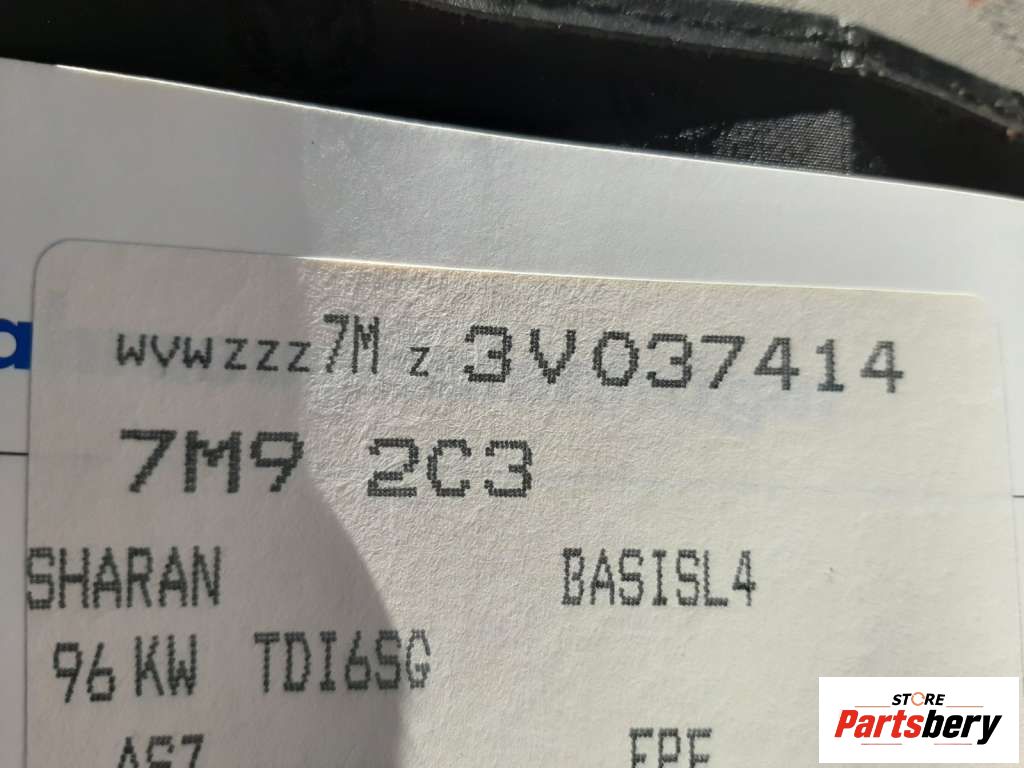 a
WVWZZZ7M Z 3V037414
7M9 2C3
SHARAN BASISL4
96 KW TDI6SG
STORE
Partsbery